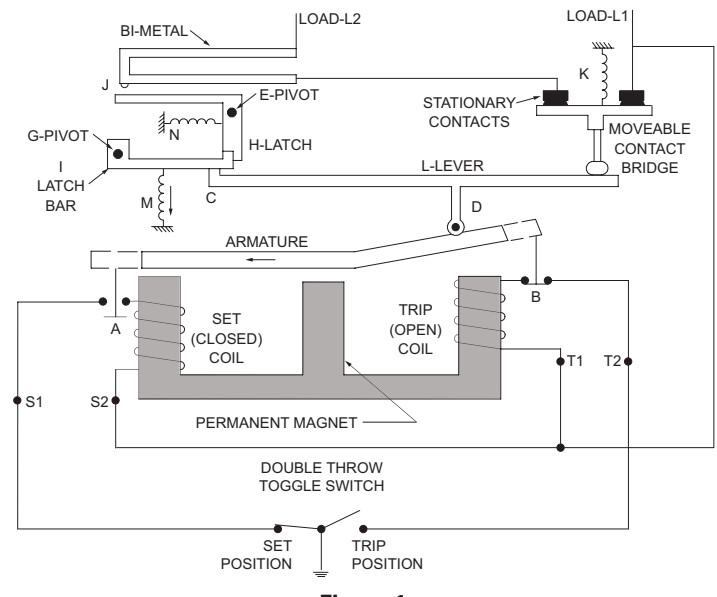 LOAD-L2
LOAD-L1
BI-METAL
K
J
E-PIVOT
STATIONARY
CONTACTS
N
G-PIVOT
H-LATCH
MOVEABLE
CONTACT
BRIDGE
I
LATCH
BAR
L-LEVER
M
C
D
ARMATURE
A
B
SET
(CLOSED)
COIL
TRIP
(OPEN)
COIL
T1
T2
S1
S2
PERMANENT MAGNET
DOUBLE THROW
TOGGLE SWITCH
SET
POSITION
TRIP
POSITION